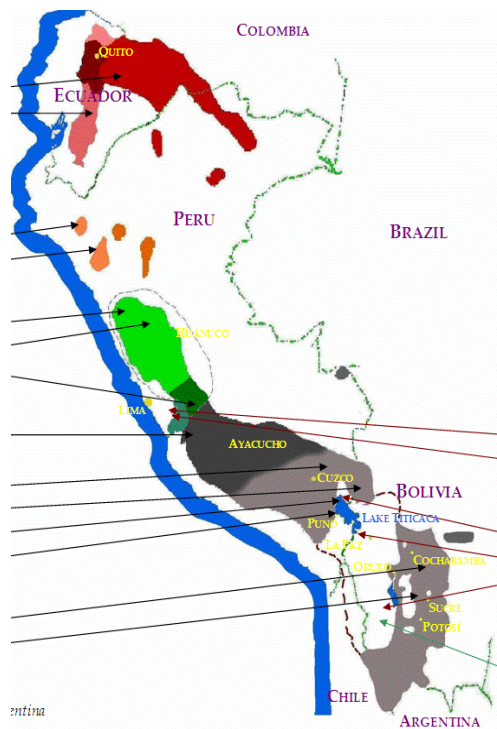 COLOMBIA
QUITO
ECUADOR
PERU
BRAZIL
HUÁNUCO
LIMA
AYACUCHO
CUZCO
BOLIVIA
PUNO
LAKE TITICACA
LA PAZ
ORURO
COCHABAMBA
SUCRE
POTOSÍ
CHILE
entina
ARGENTINA